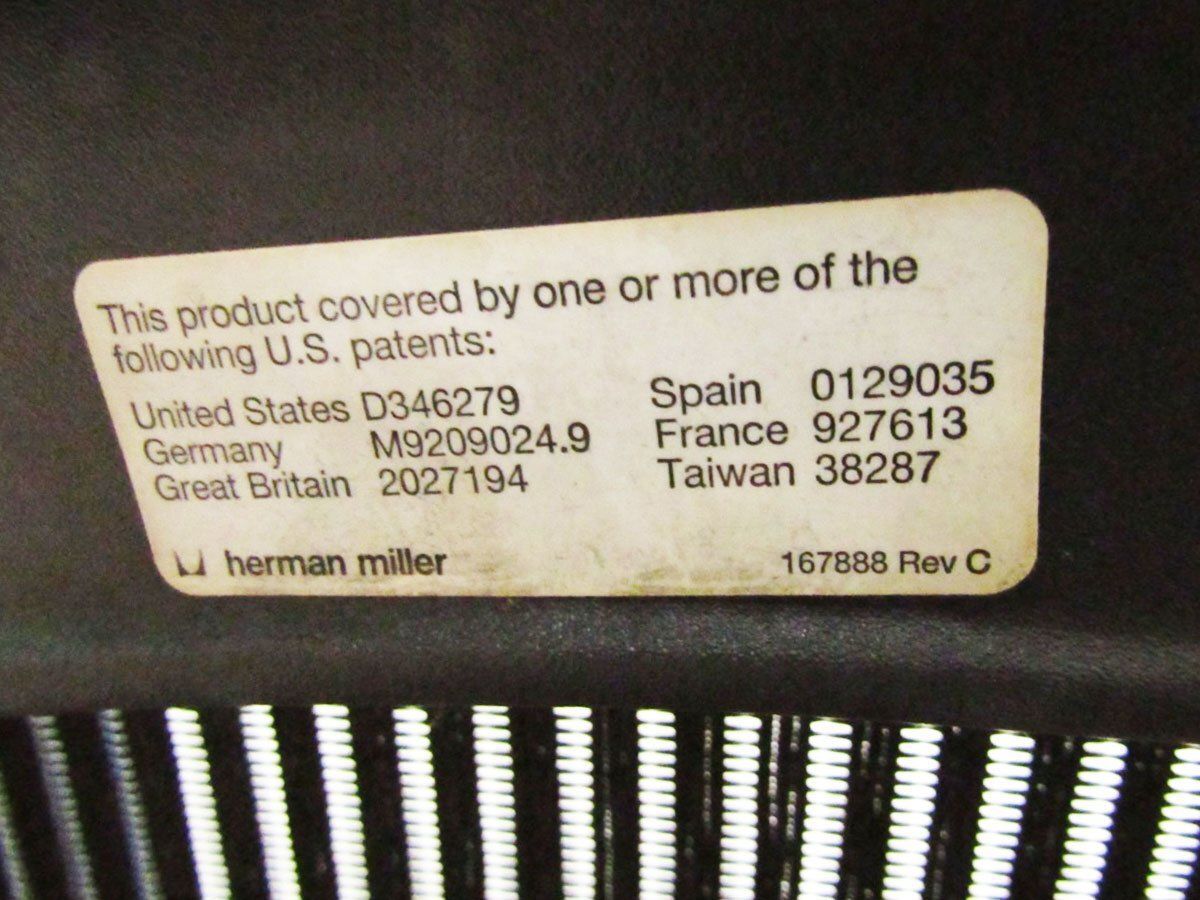 This product covered by one or more of the
following U.S. patents:
United States D346279 Spain 0129035
Germany M9209024.9 France 927613
Great Britain 2027194 Taiwan 38287
herman miller 167888 Rev C